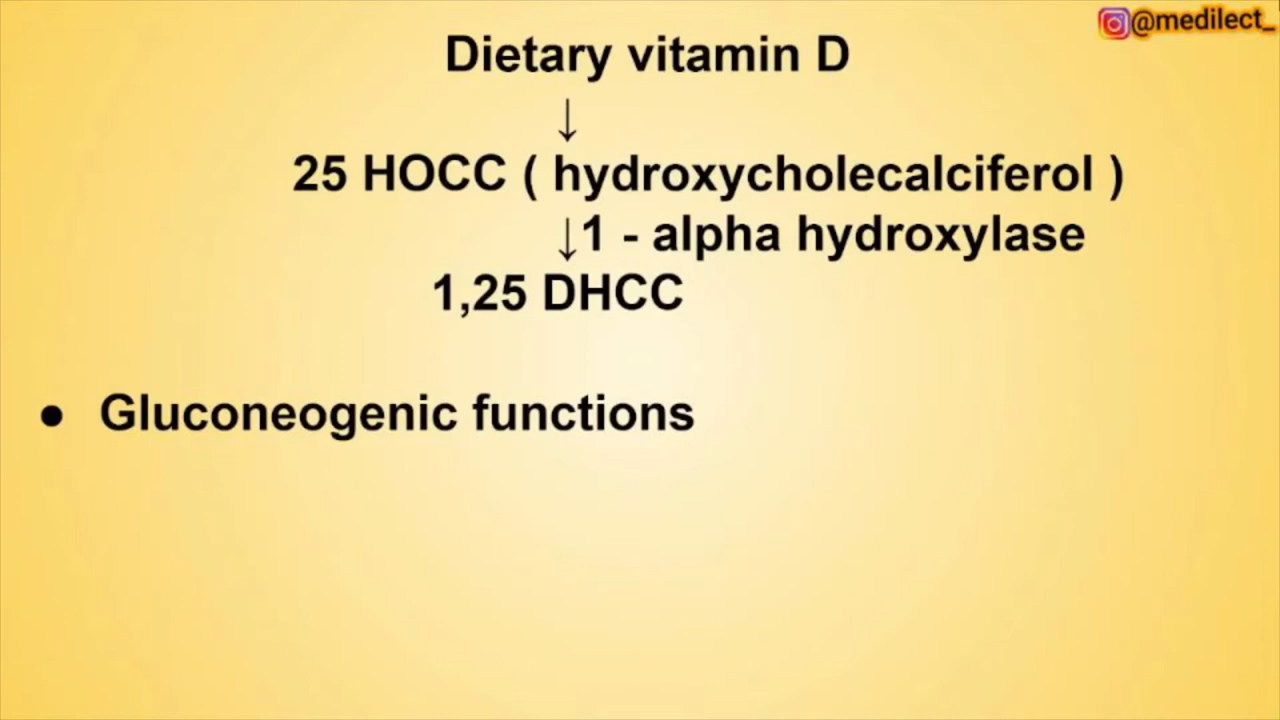 @medilect_
Dietary vitamin D
↓
25 HOCC ( hydroxycholecalciferol )
↓1 - alpha hydroxylase
1,25 DHCC
● Gluconeogenic functions